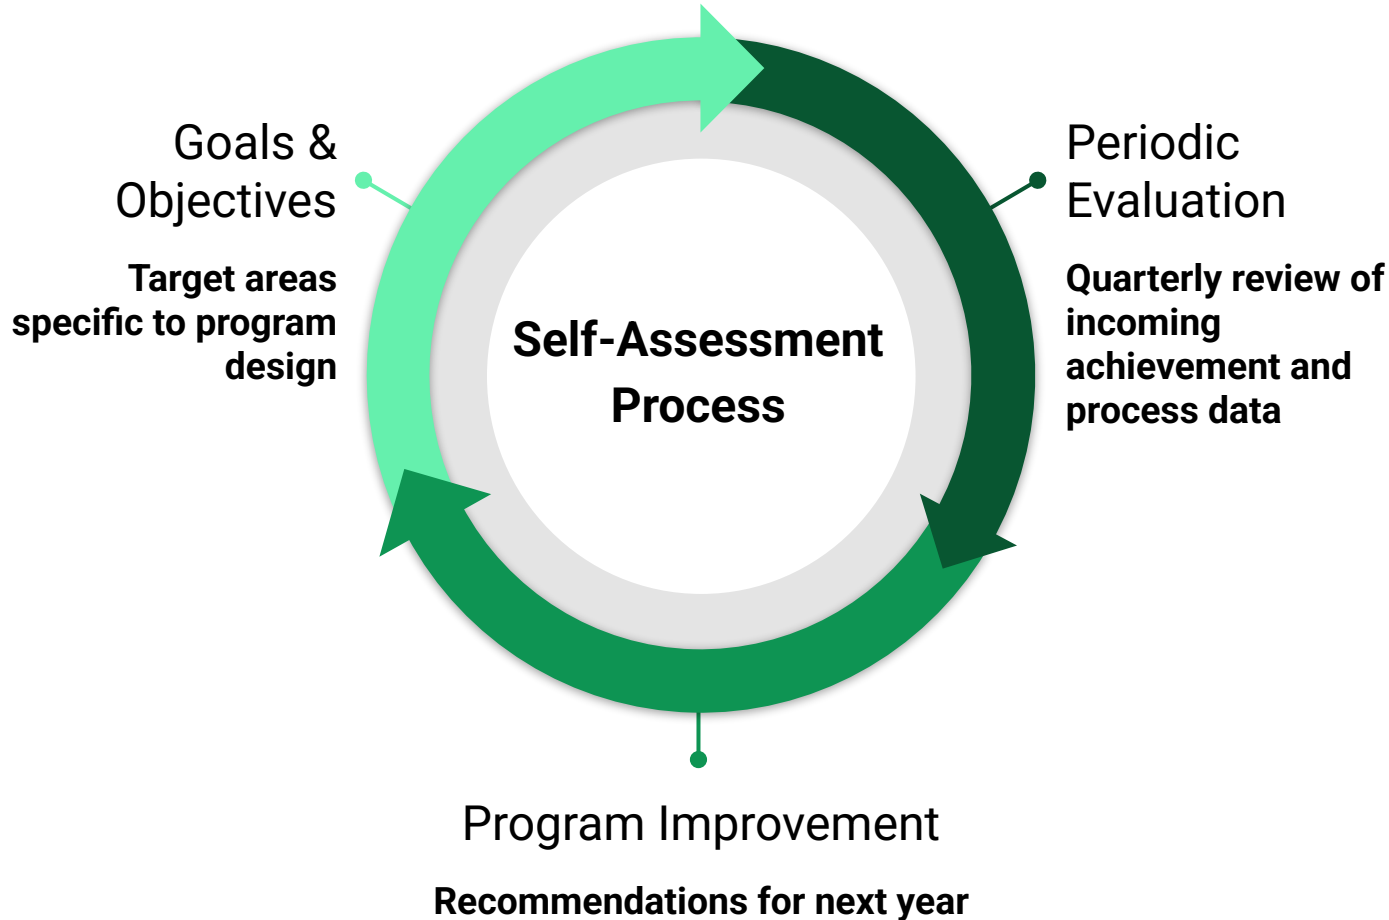 Goals &
Objectives
Target areas
specific to program
design
Self-Assessment
Process
Periodic
Evaluation
Quarterly review of
incoming
achievement and
process data
Program Improvement
Recommendations for next year